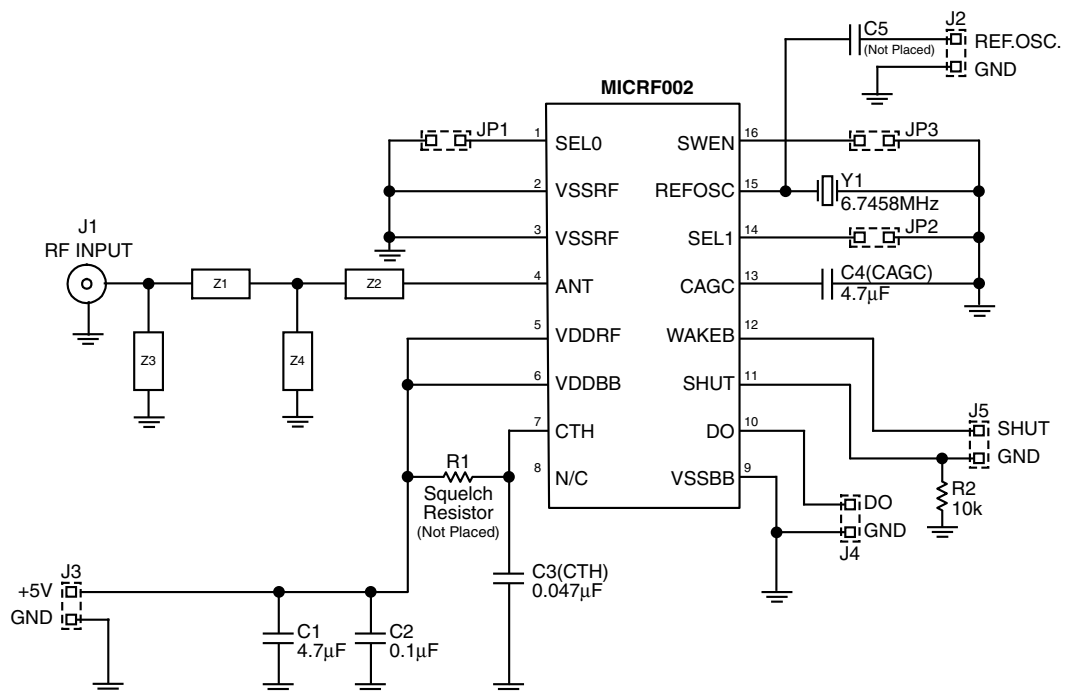 C5
(Not Placed)
J2
REF.OSC.
GND
MICRF002
JP1
1
SEL0
SWEN
16
JP3
2
VSSRF
REFOSC
15
Y1
6.7458MHz
3
VSSRF
SEL1
14
JP2
J1
RF INPUT
Z1
Z2
4
ANT
CAGC
13
C4(CAGC)
4.7µF
Z3
Z4
5
VDDRF
WAKEB
12
6
VDDBB
SHUT
11
7
CTH
DO
10
J5
SHUT
GND
8
N/C
VSSBB
9
R1
Squelch
Resistor
(Not Placed)
R2
10k
DO
GND
J4
J3
+5V
GND
C3(CTH)
0.047µF
C1
4.7µF
C2
0.1µF